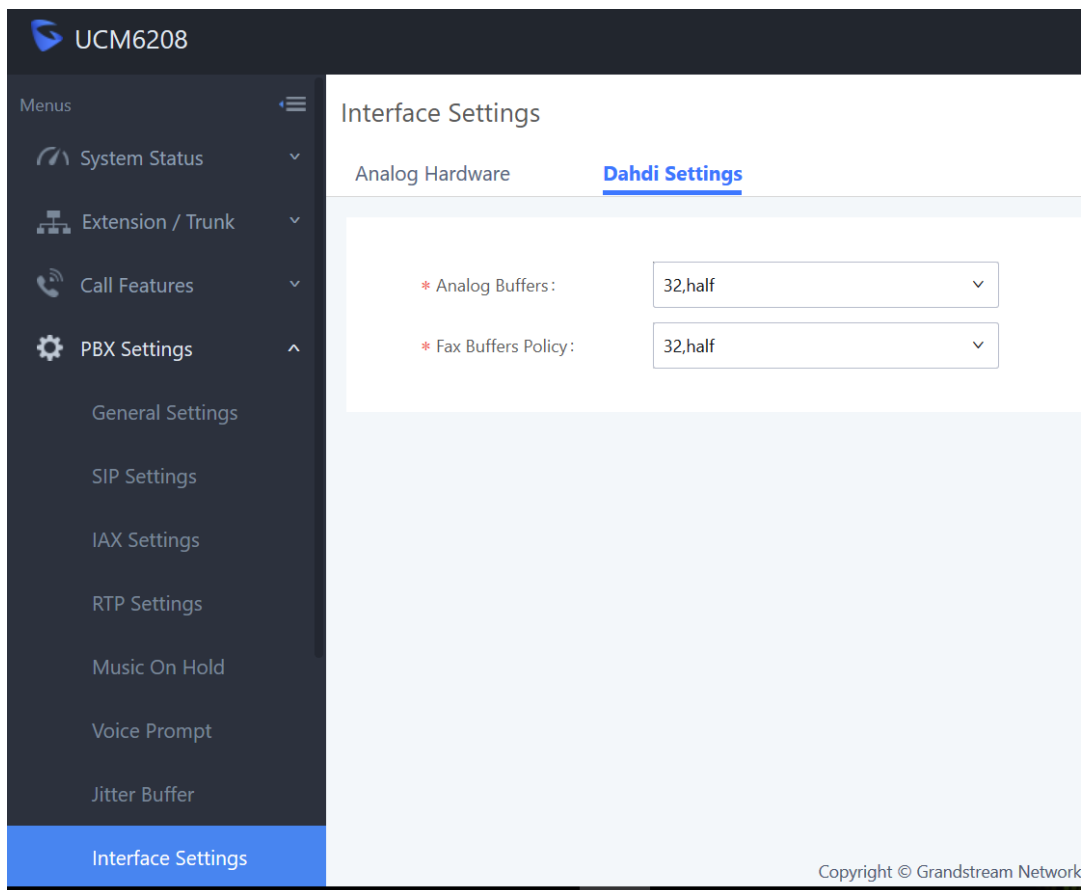 UCM6208
Menus
System Status
Extension / Trunk
Call Features
PBX Settings
General Settings
SIP Settings
IAX Settings
RTP Settings
Music On Hold
Voice Prompt
Jitter Buffer
Interface Settings
Interface Settings
Analog Hardware Dahdi Settings
* Analog Buffers: 32,half
* Fax Buffers Policy: 32,half
Copyright © Grandstream Network